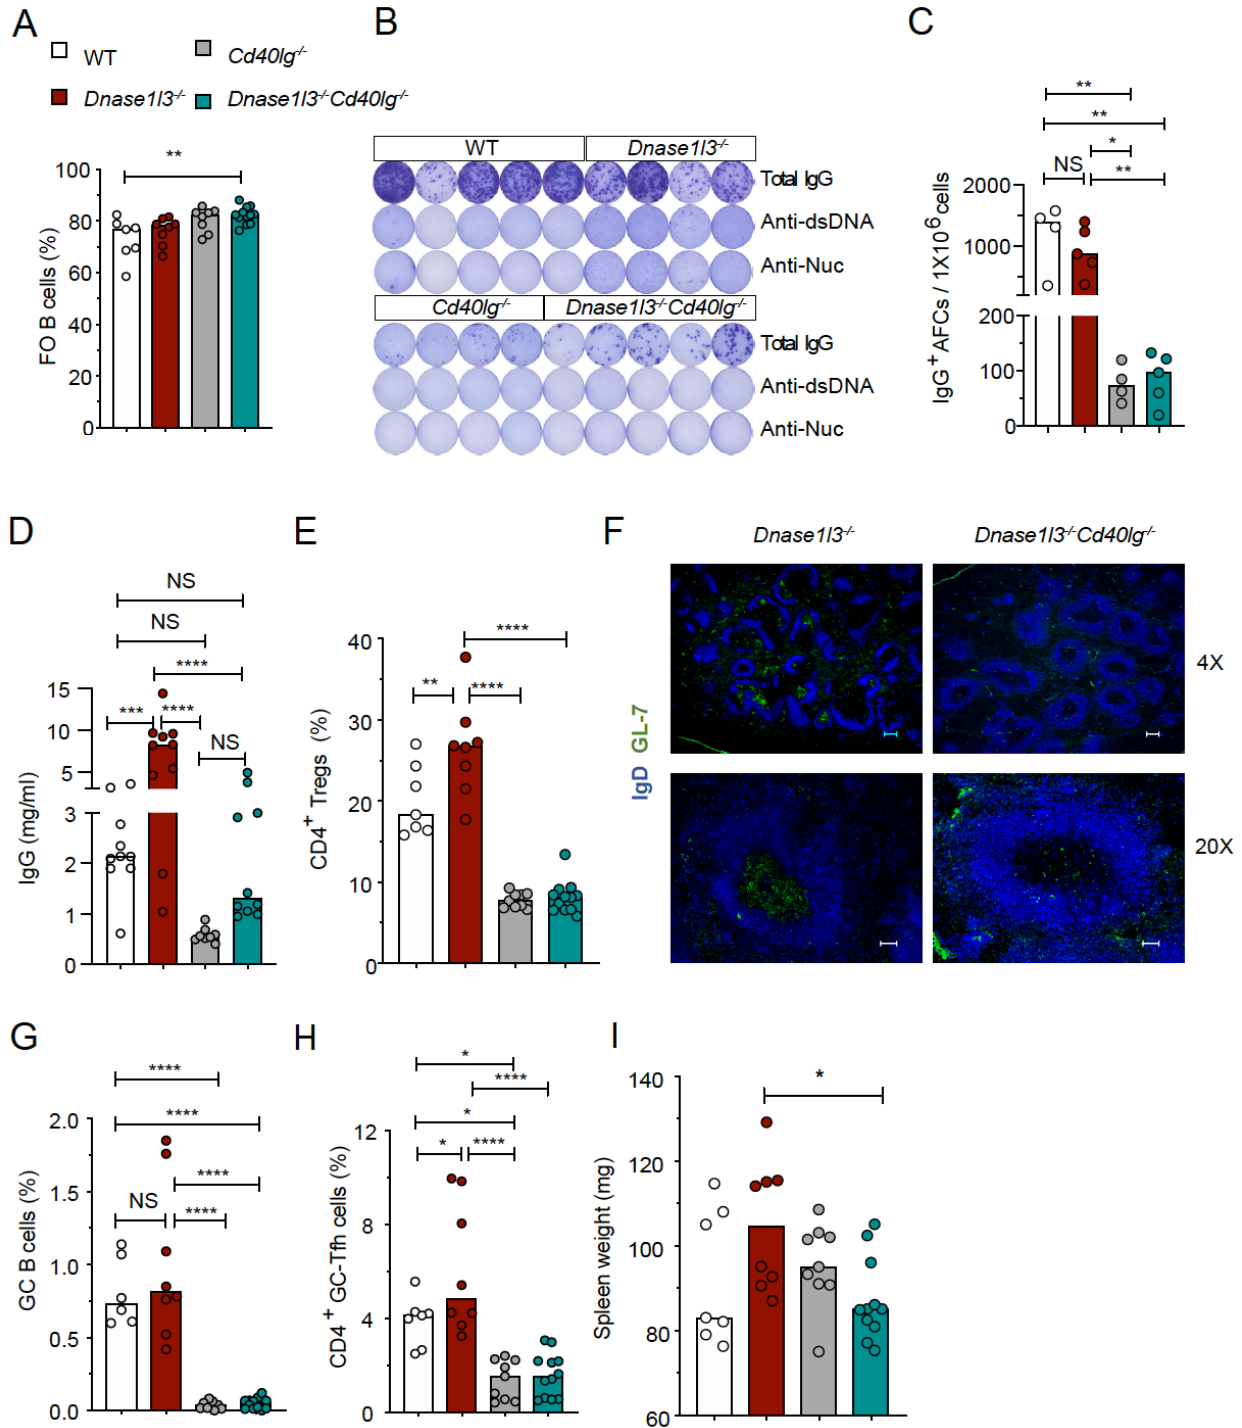 A
WT
Cd40lg-/-
Dnase1l3-/-
Dnase1l3-/-Cd40lg-/-
**
FO B cells (%)
100
80
60
40
20
0
B
WT
Dnase1l3-/-
Total IgG
Anti-dsDNA
Anti-Nuc
Cd40lg-/-
Dnase1l3-/-Cd40lg-/-
Total IgG
Anti-dsDNA
Anti-Nuc
C
**
**
*
NS
**
IgG+ AFCs / 1X10^6 cells
2000
1000
200
100
0
D
NS
NS
****
***
****
NS
IgG (mg/ml)
15
10
5
3
2
1
0
E
****
**
****
CD4+ Tregs (%)
40
30
20
10
0
F
Dnase1l3-/-
Dnase1l3-/-Cd40lg-/-
IgD GL-7
4X
20X
G
****
****
****
NS
****
GC B cells (%)
2.0
1.5
1.0
0.5
0.0
H
*
****
*
*
****
CD4+ GC-Tfh cells (%)
12
8
4
0
I
*
Spleen weight (mg)
140
120
100
80
60